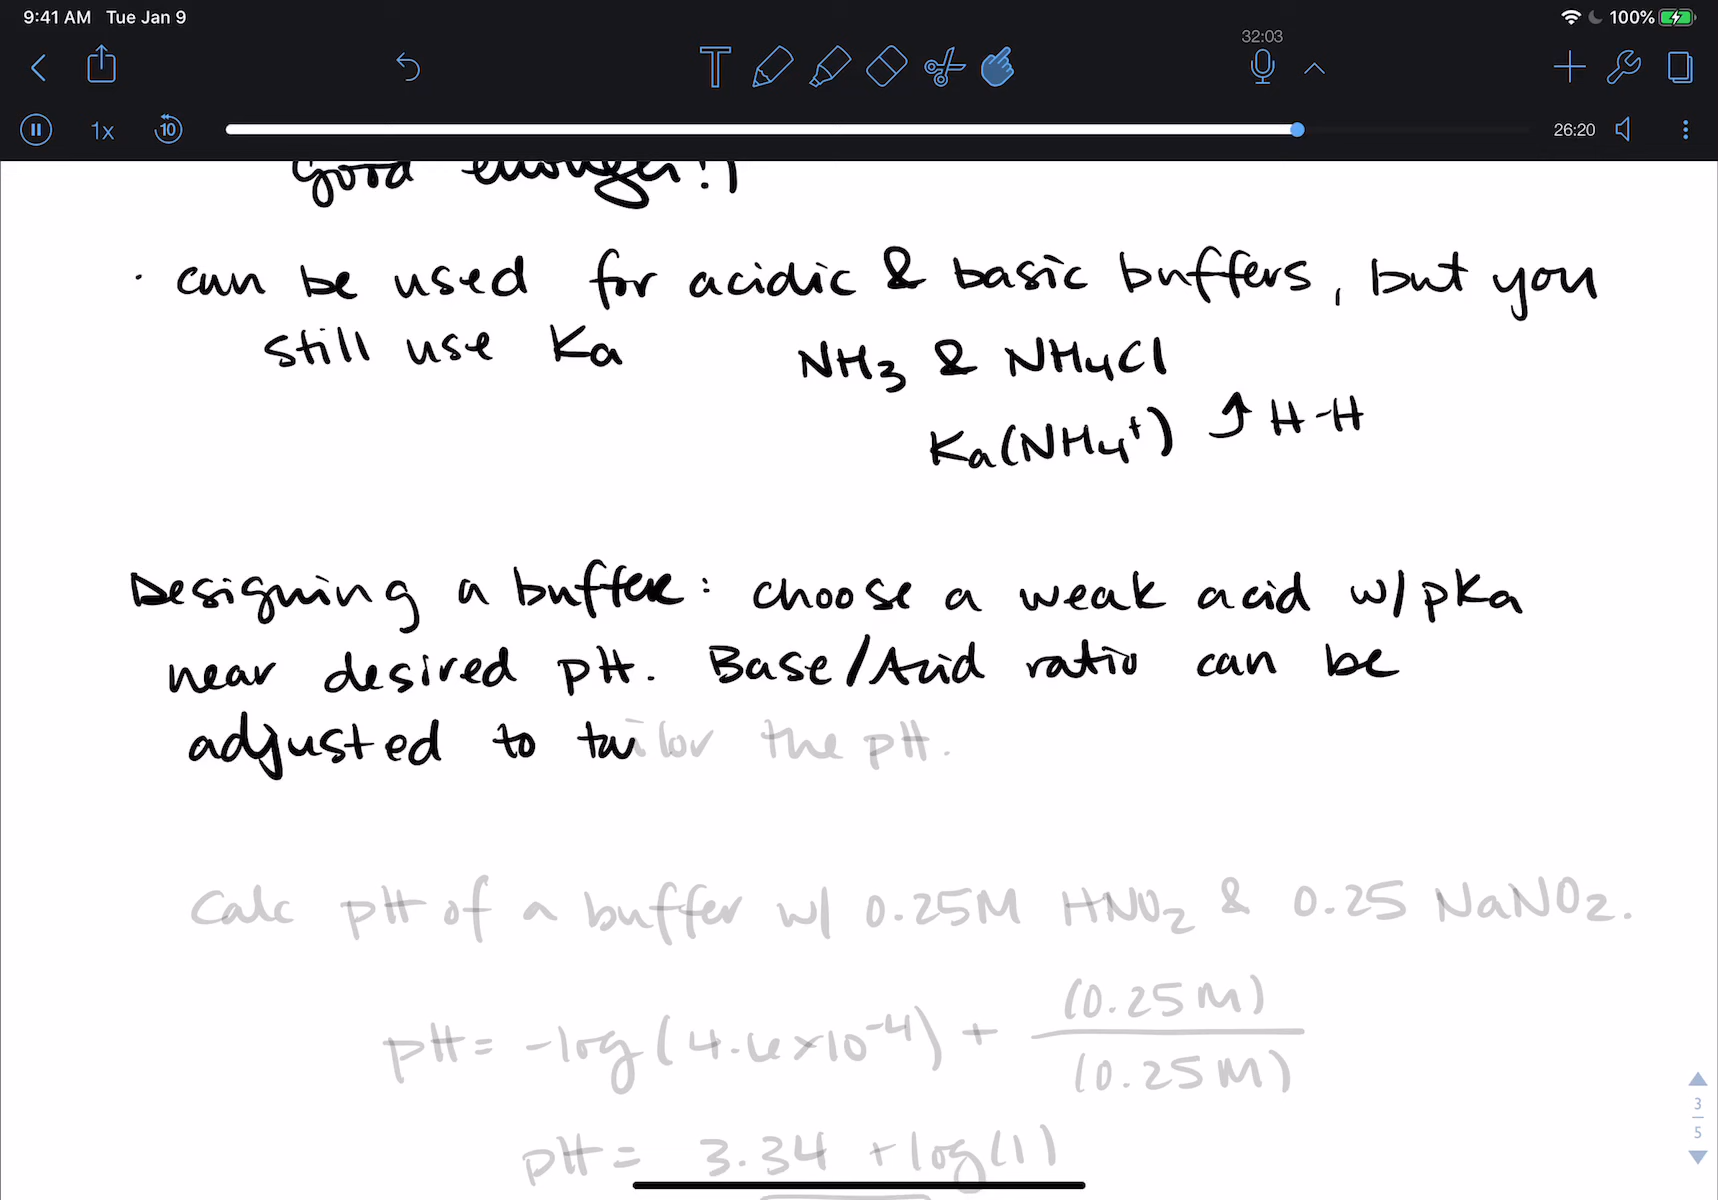 9:41 AM Tue Jan 9
100%
32:03
1x
10
26:20
good enough!)
· can be used for acidic & basic buffers, but you
still use Ka
NH3 & NH4Cl
Ka(NH4+) ⤴ H-H
Designing a buffer: choose a weak acid w/ pKa
near desired pH. Base/Acid ratio can be
adjusted to tailor the pH.
Calc pH of a buffer w/ 0.25M HNO2 & 0.25 NaNO2.
pH = -log(4.6x10-4) + (0.25M)
(0.25M)
3
5
pH = 3.34 + log(1)